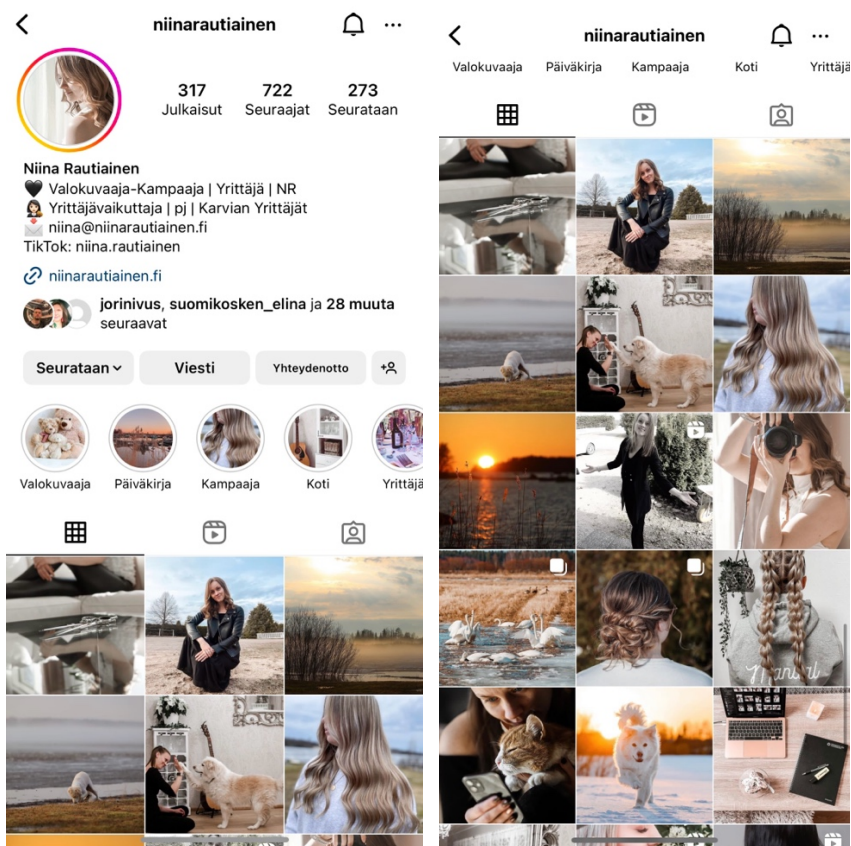 niinarautiainen
317 722 273
Julkaisut Seuraajat Seurataan
Niina Rautiainen
🖤 Valokuvaaja-Kampaaja | Yrittäjä | NR
Yrittäjävaikuttaja | pj | Karvian Yrittäjät
niina@niinarautiainen.fi
TikTok: niina.rautiainen
niinarautiainen.fi
jorinivus, suomikosken_elina ja 28 muuta
seuraavat
Seurataan Viesti Yhteydenotto
Valokuvaaja Päiväkirja Kampaaja Koti Yrittäjä
niinarautiainen
Valokuvaaja Päiväkirja Kampaaja Koti Yrittäjä